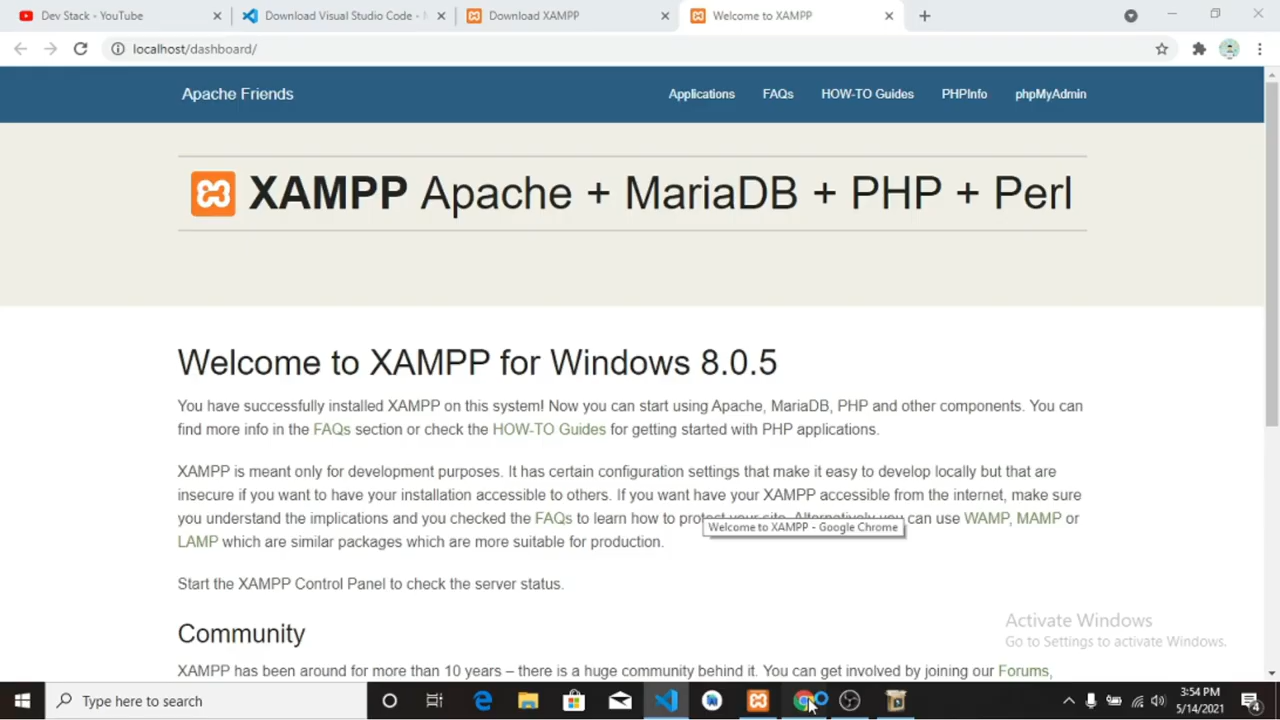 Dev Stack - YouTube
Download Visual Studio Code -
Download XAMPP
Welcome to XAMPP
localhost/dashboard/
Apache Friends
Applications
FAQs
HOW-TO Guides
PHPInfo
phpMyAdmin
XAMPP Apache + MariaDB + PHP + Perl
Welcome to XAMPP for Windows 8.0.5
You have successfully installed XAMPP on this system! Now you can start using Apache, MariaDB, PHP and other components. You can
find more info in the FAQs section or check the HOW-TO Guides for getting started with PHP applications.
XAMPP is meant only for development purposes. It has certain configuration settings that make it easy to develop locally but that are
insecure if you want to have your installation accessible to others. If you want have your XAMPP accessible from the internet, make sure
you understand the implications and you checked the FAQs to learn how to protect your site. Alternatively you can use WAMP, MAMP or
Welcome to XAMPP - Google Chrome
LAMP which are similar packages which are more suitable for production.
Start the XAMPP Control Panel to check the server status.
Activate Windows
Go to Settings to activate Windows.
Community
XAMPP has been around for more than 10 years – there is a huge community behind it. You can get involved by joining our Forums,
Type here to search
3:54 PM
5/14/2021
4